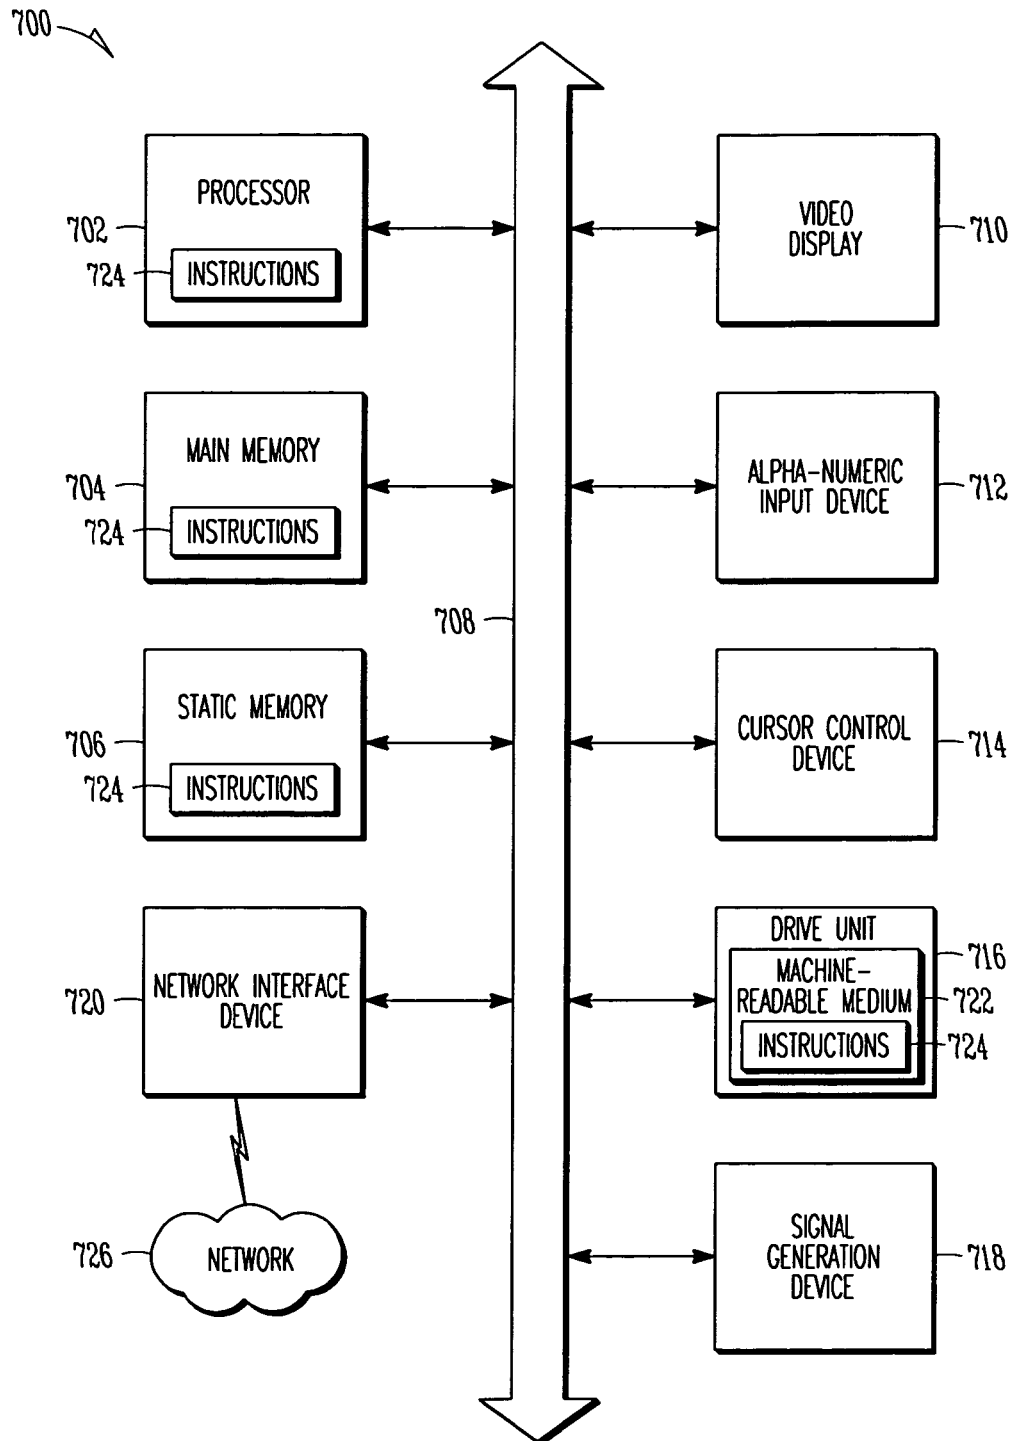 700
PROCESSOR
702
724
INSTRUCTIONS
MAIN MEMORY
704
724
INSTRUCTIONS
708
STATIC MEMORY
706
724
INSTRUCTIONS
NETWORK INTERFACE
DEVICE
720
726
NETWORK
VIDEO
DISPLAY
710
ALPHA-NUMERIC
INPUT DEVICE
712
CURSOR CONTROL
DEVICE
714
DRIVE UNIT
716
MACHINE-
READABLE MEDIUM
722
INSTRUCTIONS
724
SIGNAL
GENERATION
DEVICE
718